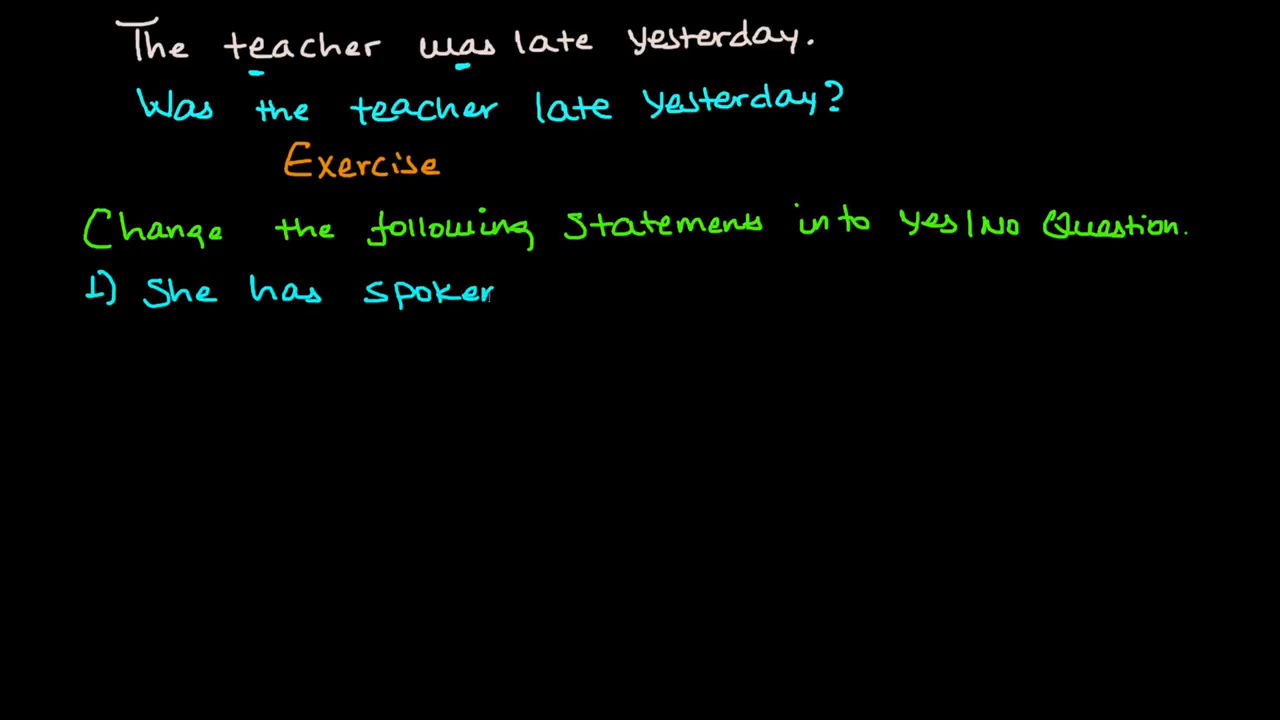 The teacher was late yesterday.
Was the teacher late yesterday?
Exercise
Change the following statements into yes/No Question.
1) She has spoker